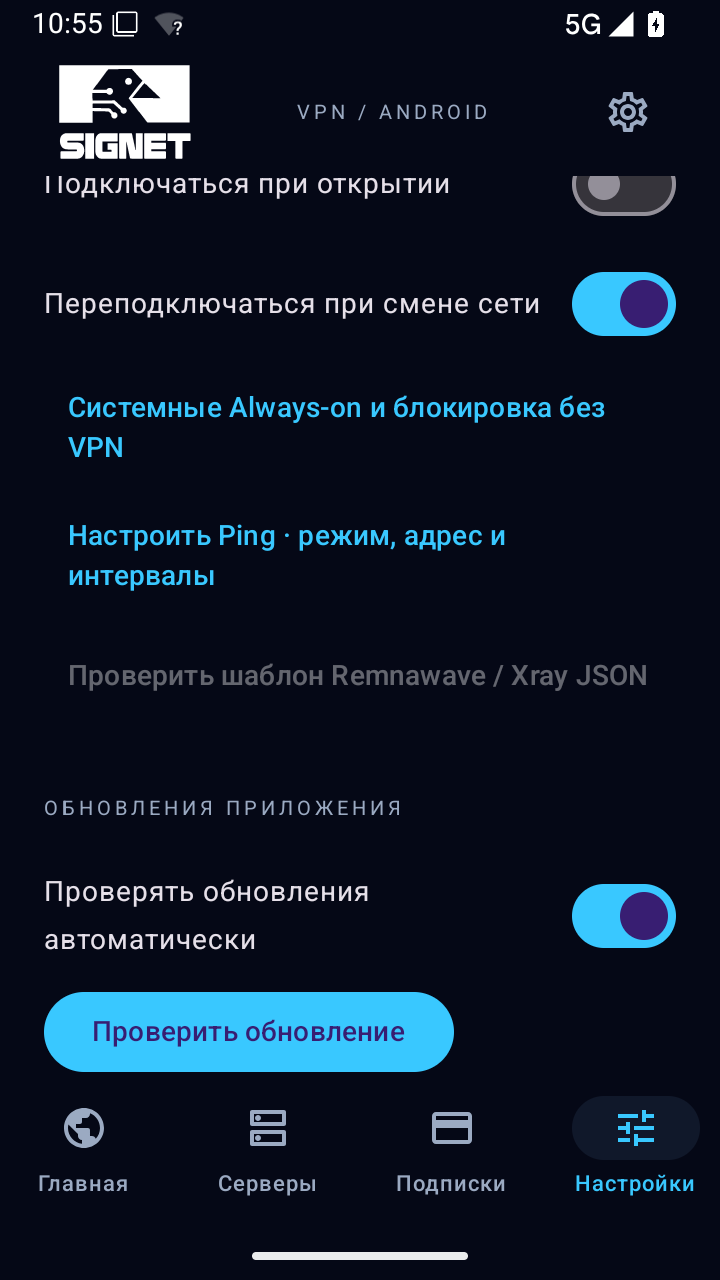 10:55
5G
SIGNET
VPN / ANDROID
Подключаться при открытии
Переподключаться при смене сети
Системные Always-on и блокировка без
VPN
Настроить Ping · режим, адрес и
интервалы
Проверить шаблон Remnawave / Xray JSON
ОБНОВЛЕНИЯ ПРИЛОЖЕНИЯ
Проверять обновления
автоматически
Проверить обновление
Главная
Серверы
Подписки
Настройки